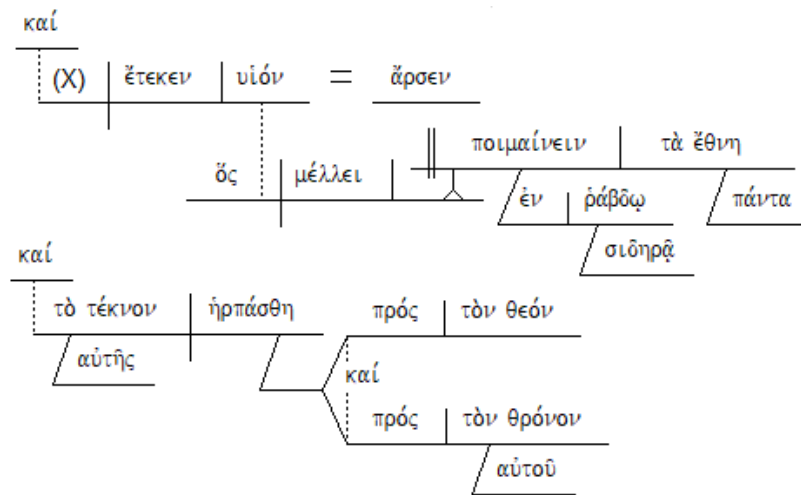 καί
(X) ἔτεκεν υἱόν = ἄρσεν
ποιμαίνειν τὰ ἔθνη
ὅς μέλλει
ἐν ῥάβδῳ πάντα
σιδηρᾷ
καί
τὸ τέκνον ἡρπάσθη πρός τὸν θεόν
αὐτῆς καί
πρός τὸν θρόνον
αὐτοῦ